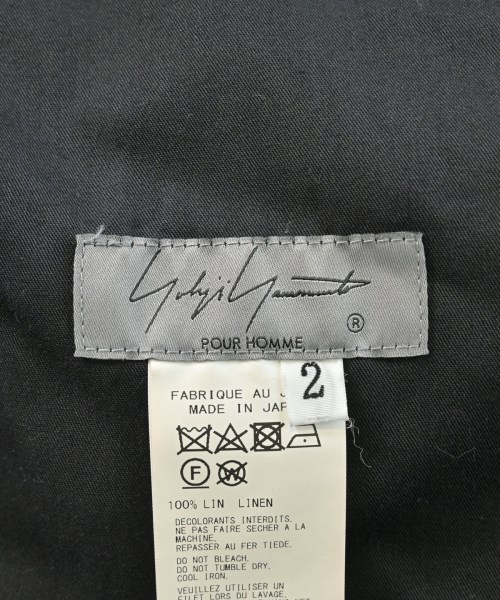 Yohji Yamamoto
®
POUR HOMME
2
FABRIQUE AU
MADE IN JAP
F
W
100% LIN LINEN
DECOLORANTS INTERDITS.
NE PAS FAIRE SECHER A LA
MACHINE.
REPASSER AU FER TIEDE.
DO NOT BLEACH.
DO NOT TUMBLE DRY.
COOL IRON.
VEUILLEZ UTILISER UN
FILET LORS DU LAVAGE.